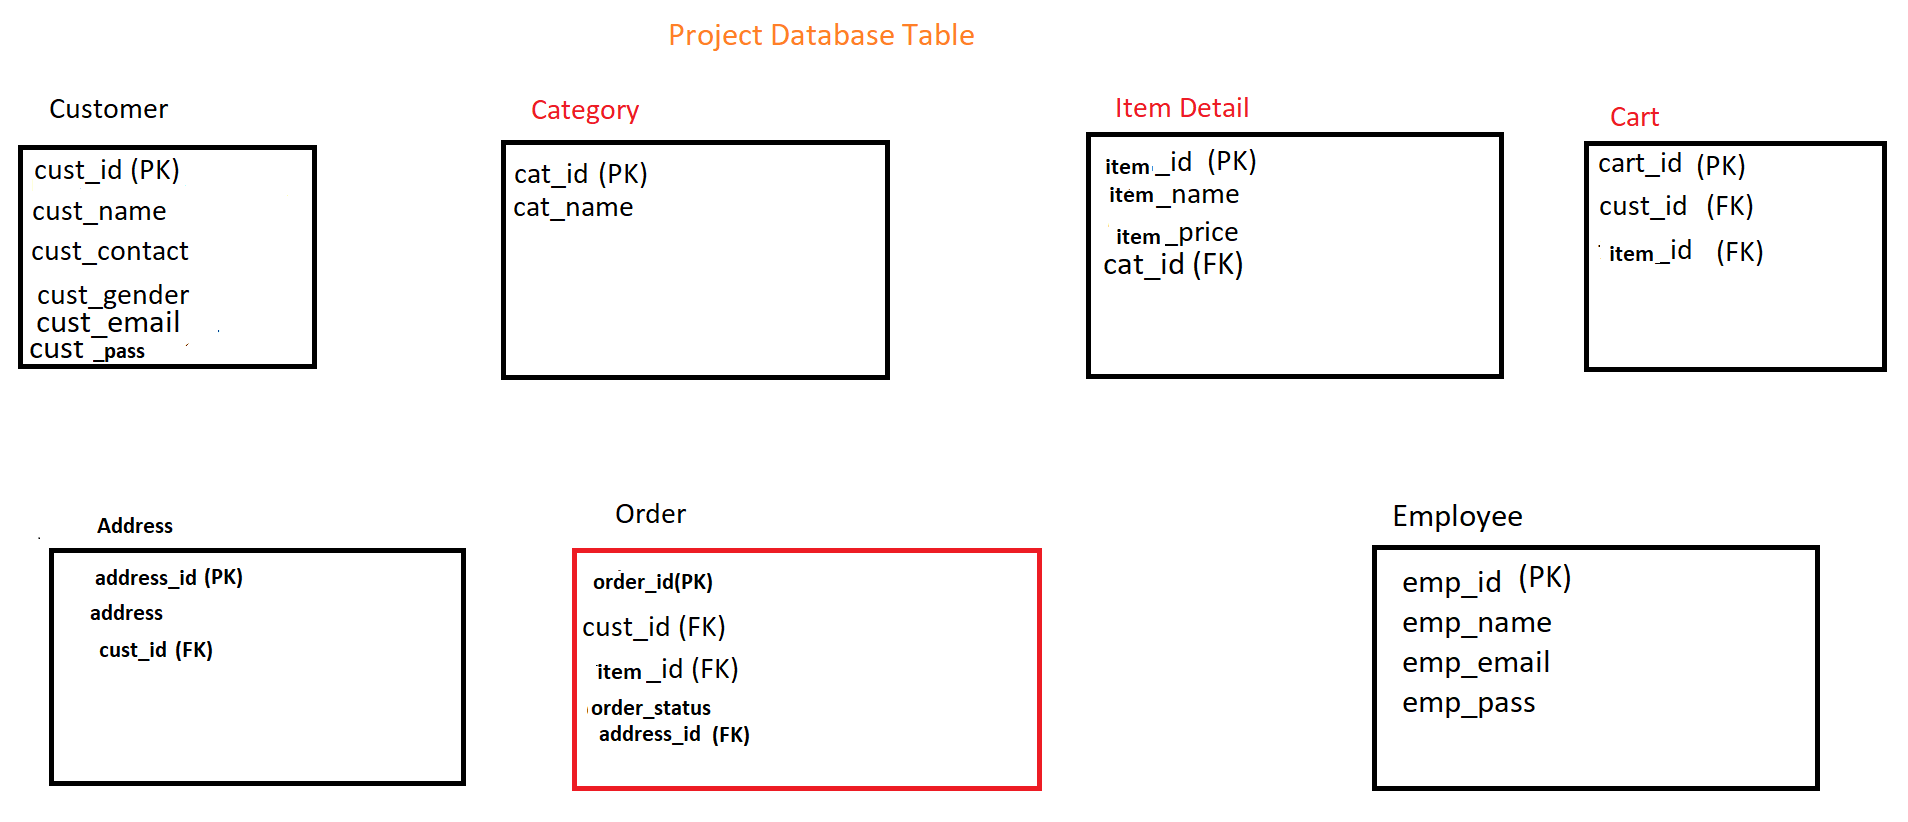 Project Database Table
Customer
cust_id (PK)
cust_name
cust_contact
cust_gender
cust_email
cust _pass
Category
cat_id (PK)
cat_name
Item Detail
item_id (PK)
item_name
item_price
cat_id (FK)
Cart
cart_id (PK)
cust_id (FK)
item_id (FK)
Address
address_id (PK)
address
cust_id (FK)
Order
order_id(PK)
cust_id (FK)
item_id (FK)
order_status
address_id (FK)
Employee
emp_id (PK)
emp_name
emp_email
emp_pass